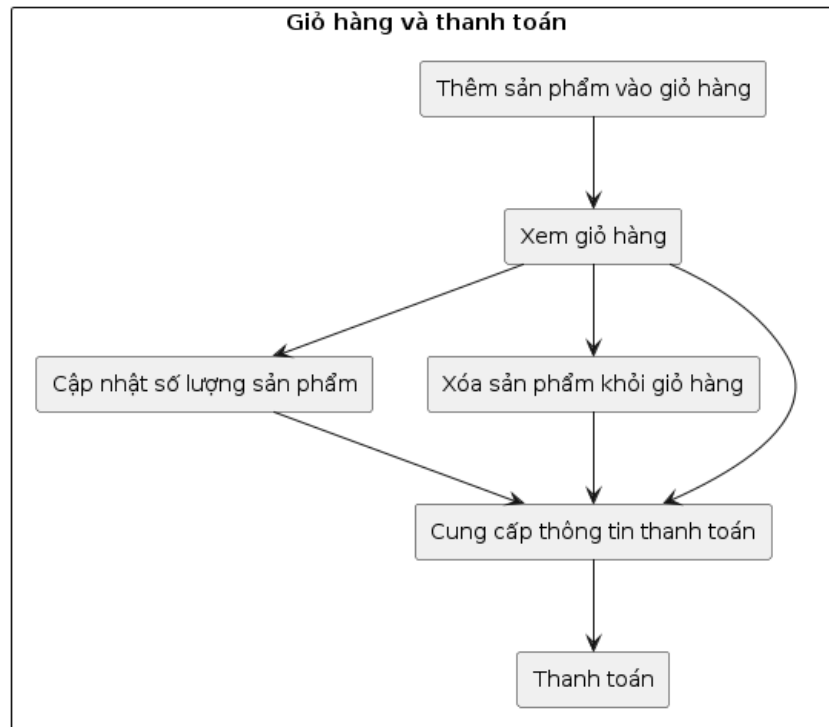 Giỏ hàng và thanh toán
Thêm sản phẩm vào giỏ hàng
Xem giỏ hàng
Cập nhật số lượng sản phẩm
Xóa sản phẩm khỏi giỏ hàng
Cung cấp thông tin thanh toán
Thanh toán